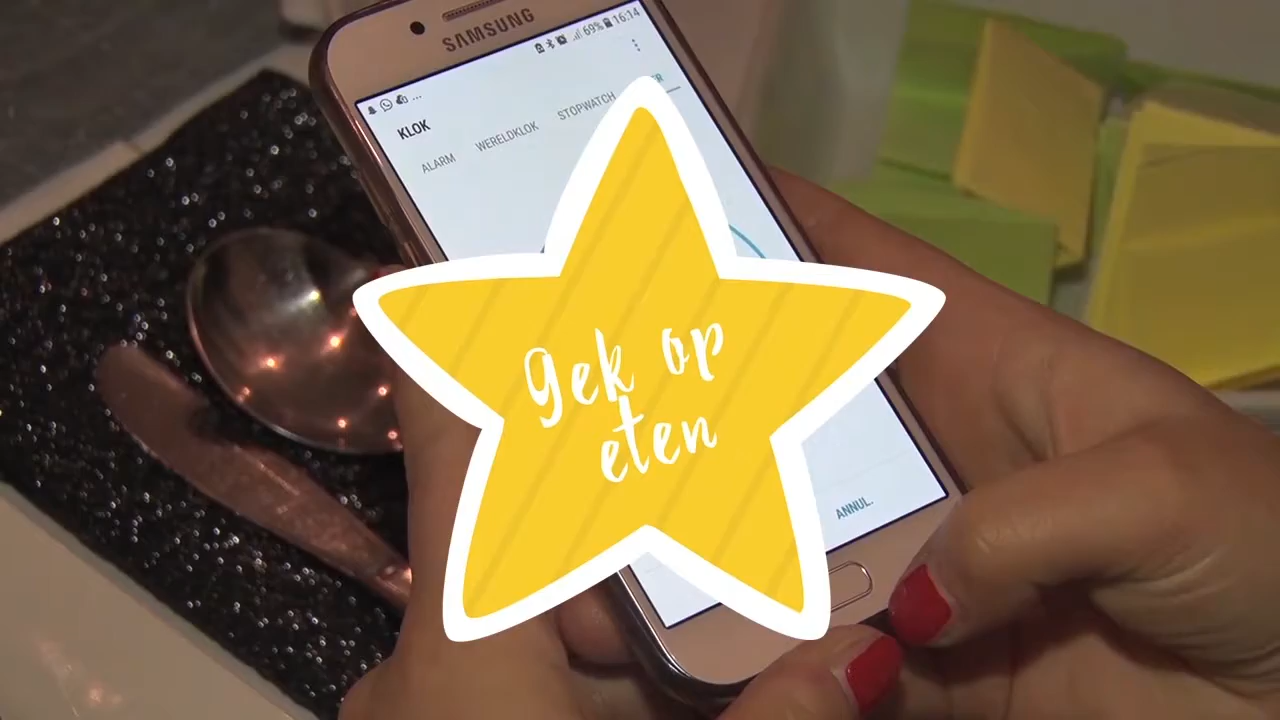 SAMSUNG
69% 16:14
KLOK
ALARM WERELDKLOK STOPWATCH
gek op
eten
ANNUL.